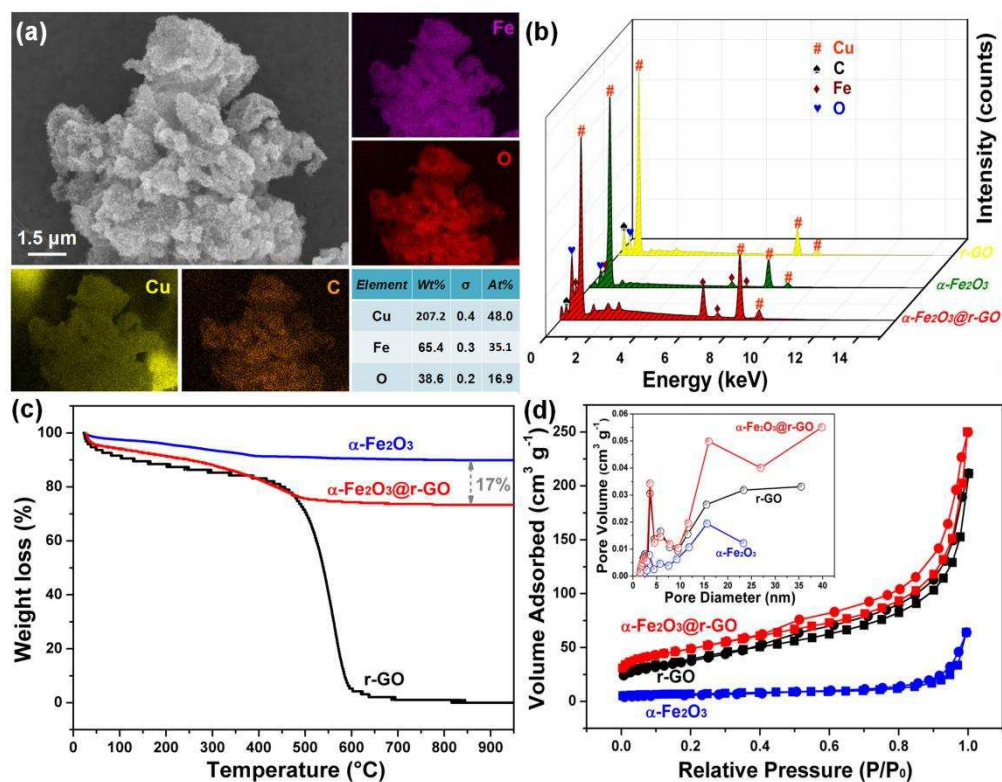 (a)
Fe
O
1.5 µm
Cu
C
Element Wt% σ At%
Cu 207.2 0.4 48.0
Fe 65.4 0.3 35.1
O 38.6 0.2 16.9
(b)
# Cu
♠ C
♦ Fe
♥ O
Intensity (counts)
r-GO
α-Fe₂O₃
α-Fe₂O₃@r-GO
0 2 4 6 8 10 12 14
Energy (keV)
(c)
α-Fe₂O₃
17%
α-Fe₂O₃@r-GO
r-GO
100
80
60
40
20
0
Weight loss (%)
0 100 200 300 400 500 600 700 800 900
Temperature (°C)
(d)
250
200
150
100
50
0
Volume Adsorbed (cm³ g⁻¹)
0.06
0.05
0.04
0.03
0.02
0.01
0.00
Pore Volume (cm³ g⁻¹)
α-Fe₂O₃@r-GO
r-GO
α-Fe₂O₃
0 5 10 15 20 25 30 35 40
Pore Diameter (nm)
α-Fe₂O₃@r-GO
r-GO
α-Fe₂O₃
0.0 0.2 0.4 0.6 0.8 1.0
Relative Pressure (P/P₀)